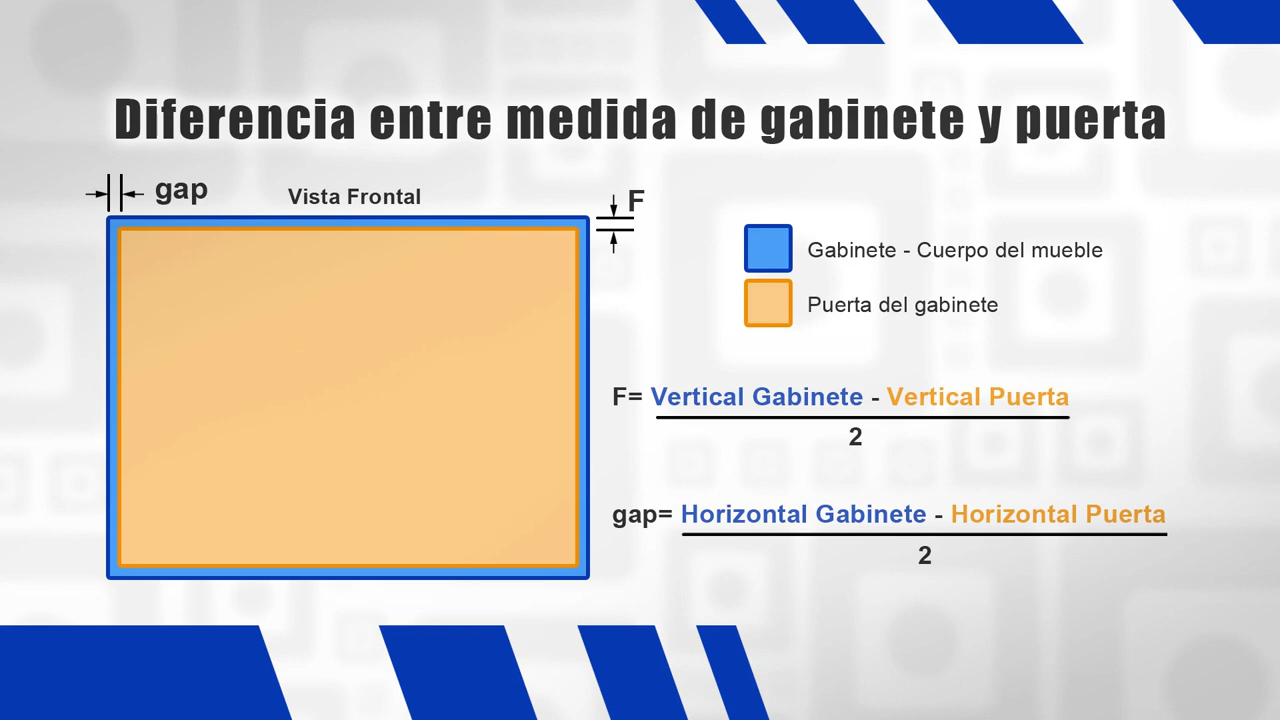 Diferencia entre medida de gabinete y puerta
gap
Vista Frontal
F
Gabinete - Cuerpo del mueble
Puerta del gabinete
F= Vertical Gabinete - Vertical Puerta
2
gap= Horizontal Gabinete - Horizontal Puerta
2